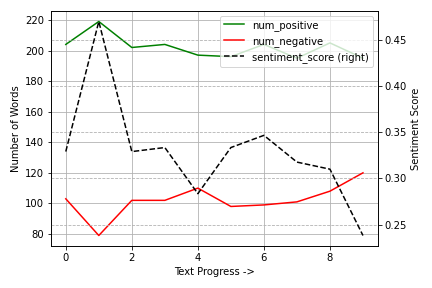 220
200
180
160
140
120
100
80
Number of Words
num_positive
num_negative
sentiment_score (right)
0.45
0.40
0.35
0.30
0.25
Sentiment Score
0 2 4 6 8
Text Progress ->